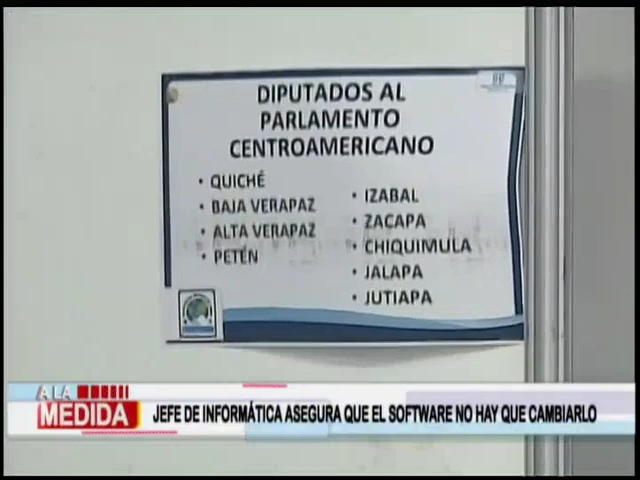 DIPUTADOS AL
PARLAMENTO
CENTROAMERICANO
• QUICHÉ
• BAJA VERAPAZ
• ALTA VERAPAZ
• PETÉN
• IZABAL
• ZACAPA
• CHIQUIMULA
• JALAPA
• JUTIAPA
A LA
MEDIDA
JEFE DE INFORMÁTICA ASEGURA QUE EL SOFTWARE NO HAY QUE CAMBIARLO